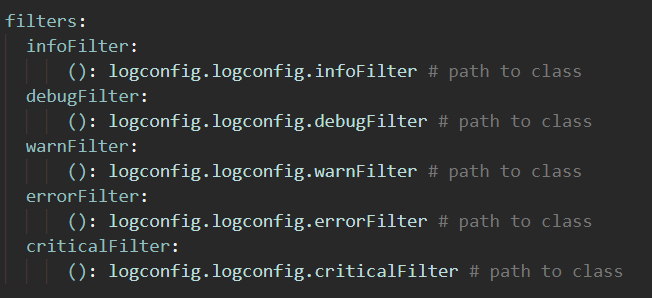 filters:
infoFilter:
(): logconfig.logconfig.infoFilter # path to class
debugFilter:
(): logconfig.logconfig.debugFilter # path to class
warnFilter:
(): logconfig.logconfig.warnFilter # path to class
errorFilter:
(): logconfig.logconfig.errorFilter # path to class
criticalFilter:
(): logconfig.logconfig.criticalFilter # path to class